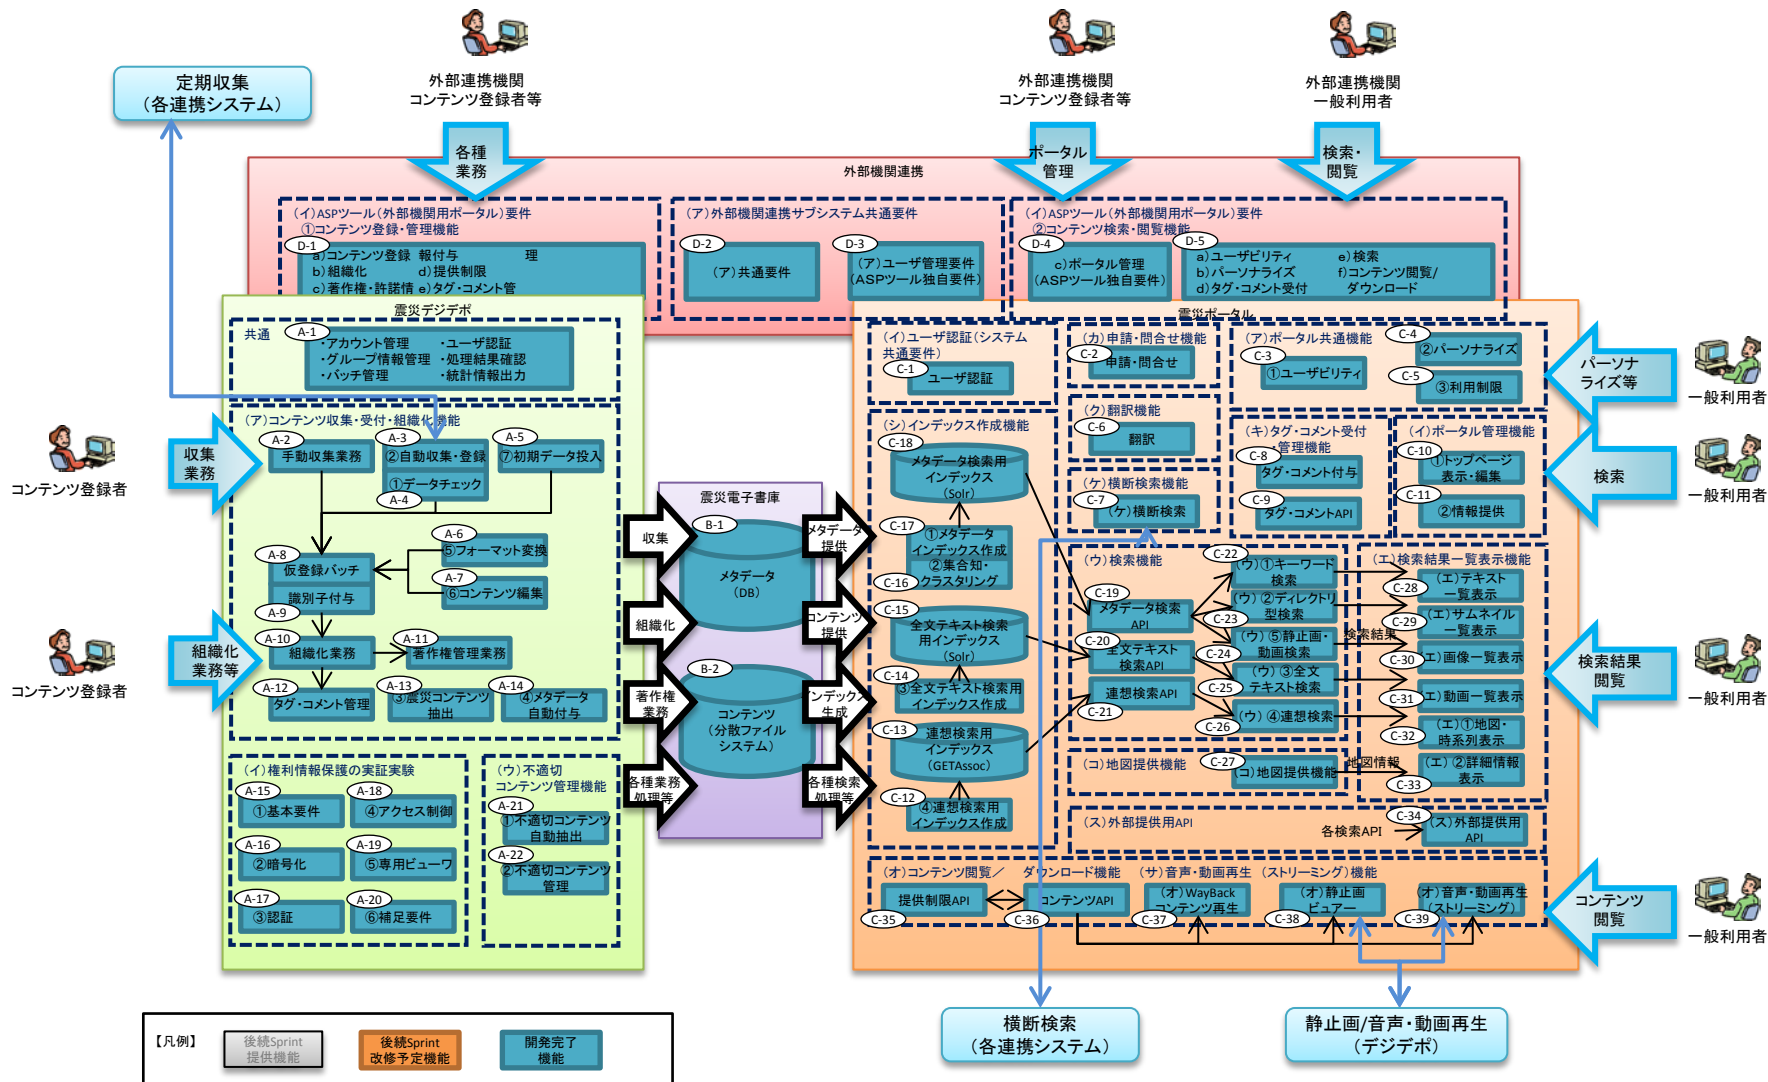 定期収集
（各連携システム）
外部連携機関
コンテンツ登録者等
外部連携機関
コンテンツ登録者等
外部連携機関
一般利用者
各種
業務
ポータル
管理
検索・
閲覧
外部機関連携
（イ）ASPツール（外部機関用ポータル）要件
①コンテンツ登録・管理機能
D-1
a）コンテンツ登録 報付与 理
b）組織化 d）提供制限
c）著作権・許諾情 e）タグ・コメント管
（ア）外部機関連携サブシステム共通要件
D-2
（ア）共通要件
D-3
（ア）ユーザ管理要件
（ASPツール独自要件）
（イ）ASPツール（外部機関用ポータル）要件
②コンテンツ検索・閲覧機能
D-4
c）ポータル管理
（ASPツール独自要件）
D-5
a）ユーザビリティ e）検索
b）パーソナライズ f）コンテンツ閲覧/
d）タグ・コメント受付 ダウンロード
震災デジデポ
共通
A-1
・アカウント管理 ・ユーザ認証
・グループ情報管理 ・処理結果確認
・バッチ管理 ・統計情報出力
（ア）コンテンツ収集・受付・組織化機能
A-2
手動収集業務
A-3
②自動収集・登録
①データチェック
A-4
A-5
⑦初期データ投入
A-6
⑤フォーマット変換
A-7
⑥コンテンツ編集
A-8
仮登録バッチ
識別子付与
A-9
A-10
組織化業務
A-11
著作権管理業務
A-12
タグ・コメント管理
A-13
③震災コンテンツ
抽出
A-14
④メタデータ
自動付与
（イ）権利情報保護の実証実験
A-15
①基本要件
A-18
④アクセス制御
A-16
②暗号化
A-19
⑤専用ビューワ
A-17
③認証
A-20
⑥補足要件
（ウ）不適切
コンテンツ管理機能
A-21
①不適切コンテンツ
自動抽出
A-22
②不適切コンテンツ
管理
コンテンツ登録者
収集
業務
コンテンツ登録者
組織化
業務等
収集
組織化
著作権
業務
各種業務
処理等
震災電子書庫
B-1
メタデータ
（DB）
B-2
コンテンツ
（分散ファイル
システム）
メタデータ
提供
コンテンツ
提供
インデックス
生成
各種検索
処理等
震災ポータル
（イ）ユーザ認証（システム
共通要件）
C-1
ユーザ認証
（カ）申請・問合せ機能
C-2
申請・問合せ
（ア）ポータル共通機能
C-3
①ユーザビリティ
C-4
②パーソナライズ
C-5
③利用制限
（ク）翻訳機能
C-6
翻訳
（ケ）横断検索機能
C-7
（ケ）横断検索
（キ）タグ・コメント受付
・管理機能
C-8
タグ・コメント付与
C-9
タグ・コメントAPI
（イ）ポータル管理機能
C-10
①トップページ
表示・編集
C-11
②情報提供
（シ）インデックス作成機能
C-18
メタデータ検索用
インデックス
（Solr）
C-17
①メタデータ
インデックス作成
②集合知・
クラスタリング
C-16
C-15
全文テキスト検索
用インデックス
（Solr）
C-14
③全文テキスト検索用
インデックス作成
C-13
連想検索用
インデックス
（GETAssoc）
C-12
④連想検索用
インデックス作成
（ウ）検索機能
C-19
メタデータ検索
API
C-20
全文テキスト
検索API
連想検索API
C-21
C-22
（ウ）①キーワード
検索
（ウ）②ディレクトリ
型検索
C-23
（ウ）⑤静止画・
動画検索
C-24
（ウ）③全文
テキスト検索
C-25
（ウ）④連想検索
C-26
検索結果
（エ）検索結果一覧表示機能
C-28
（エ）テキスト
一覧表示
C-29
（エ）サムネイル
一覧表示
C-30
（エ）画像一覧表示
C-31
（エ）動画一覧表示
C-32
（エ）①地図・
時系列表示
C-33
（エ）②詳細情報
表示
（コ）地図提供機能
C-27
（コ）地図提供機能
地図情報
（ス）外部提供用API
各検索API
C-34
（ス）外部提供用
API
（オ）コンテンツ閲覧／ ダウンロード機能 （サ）音声・動画再生 （ストリーミング）機能
提供制限API
C-35
コンテンツAPI
C-36
（オ）WayBack
コンテンツ再生
C-37
（オ）静止画
ビュアー
C-38
（オ）音声・動画再生
（ストリーミング）
C-39
パーソナ
ライズ等
一般利用者
検索
一般利用者
検索結果
閲覧
一般利用者
コンテンツ
閲覧
一般利用者
横断検索
（各連携システム）
静止画/音声・動画再生
（デジデポ）
【凡例】
後続Sprint
提供機能
後続Sprint
改修予定機能
開発完了
機能